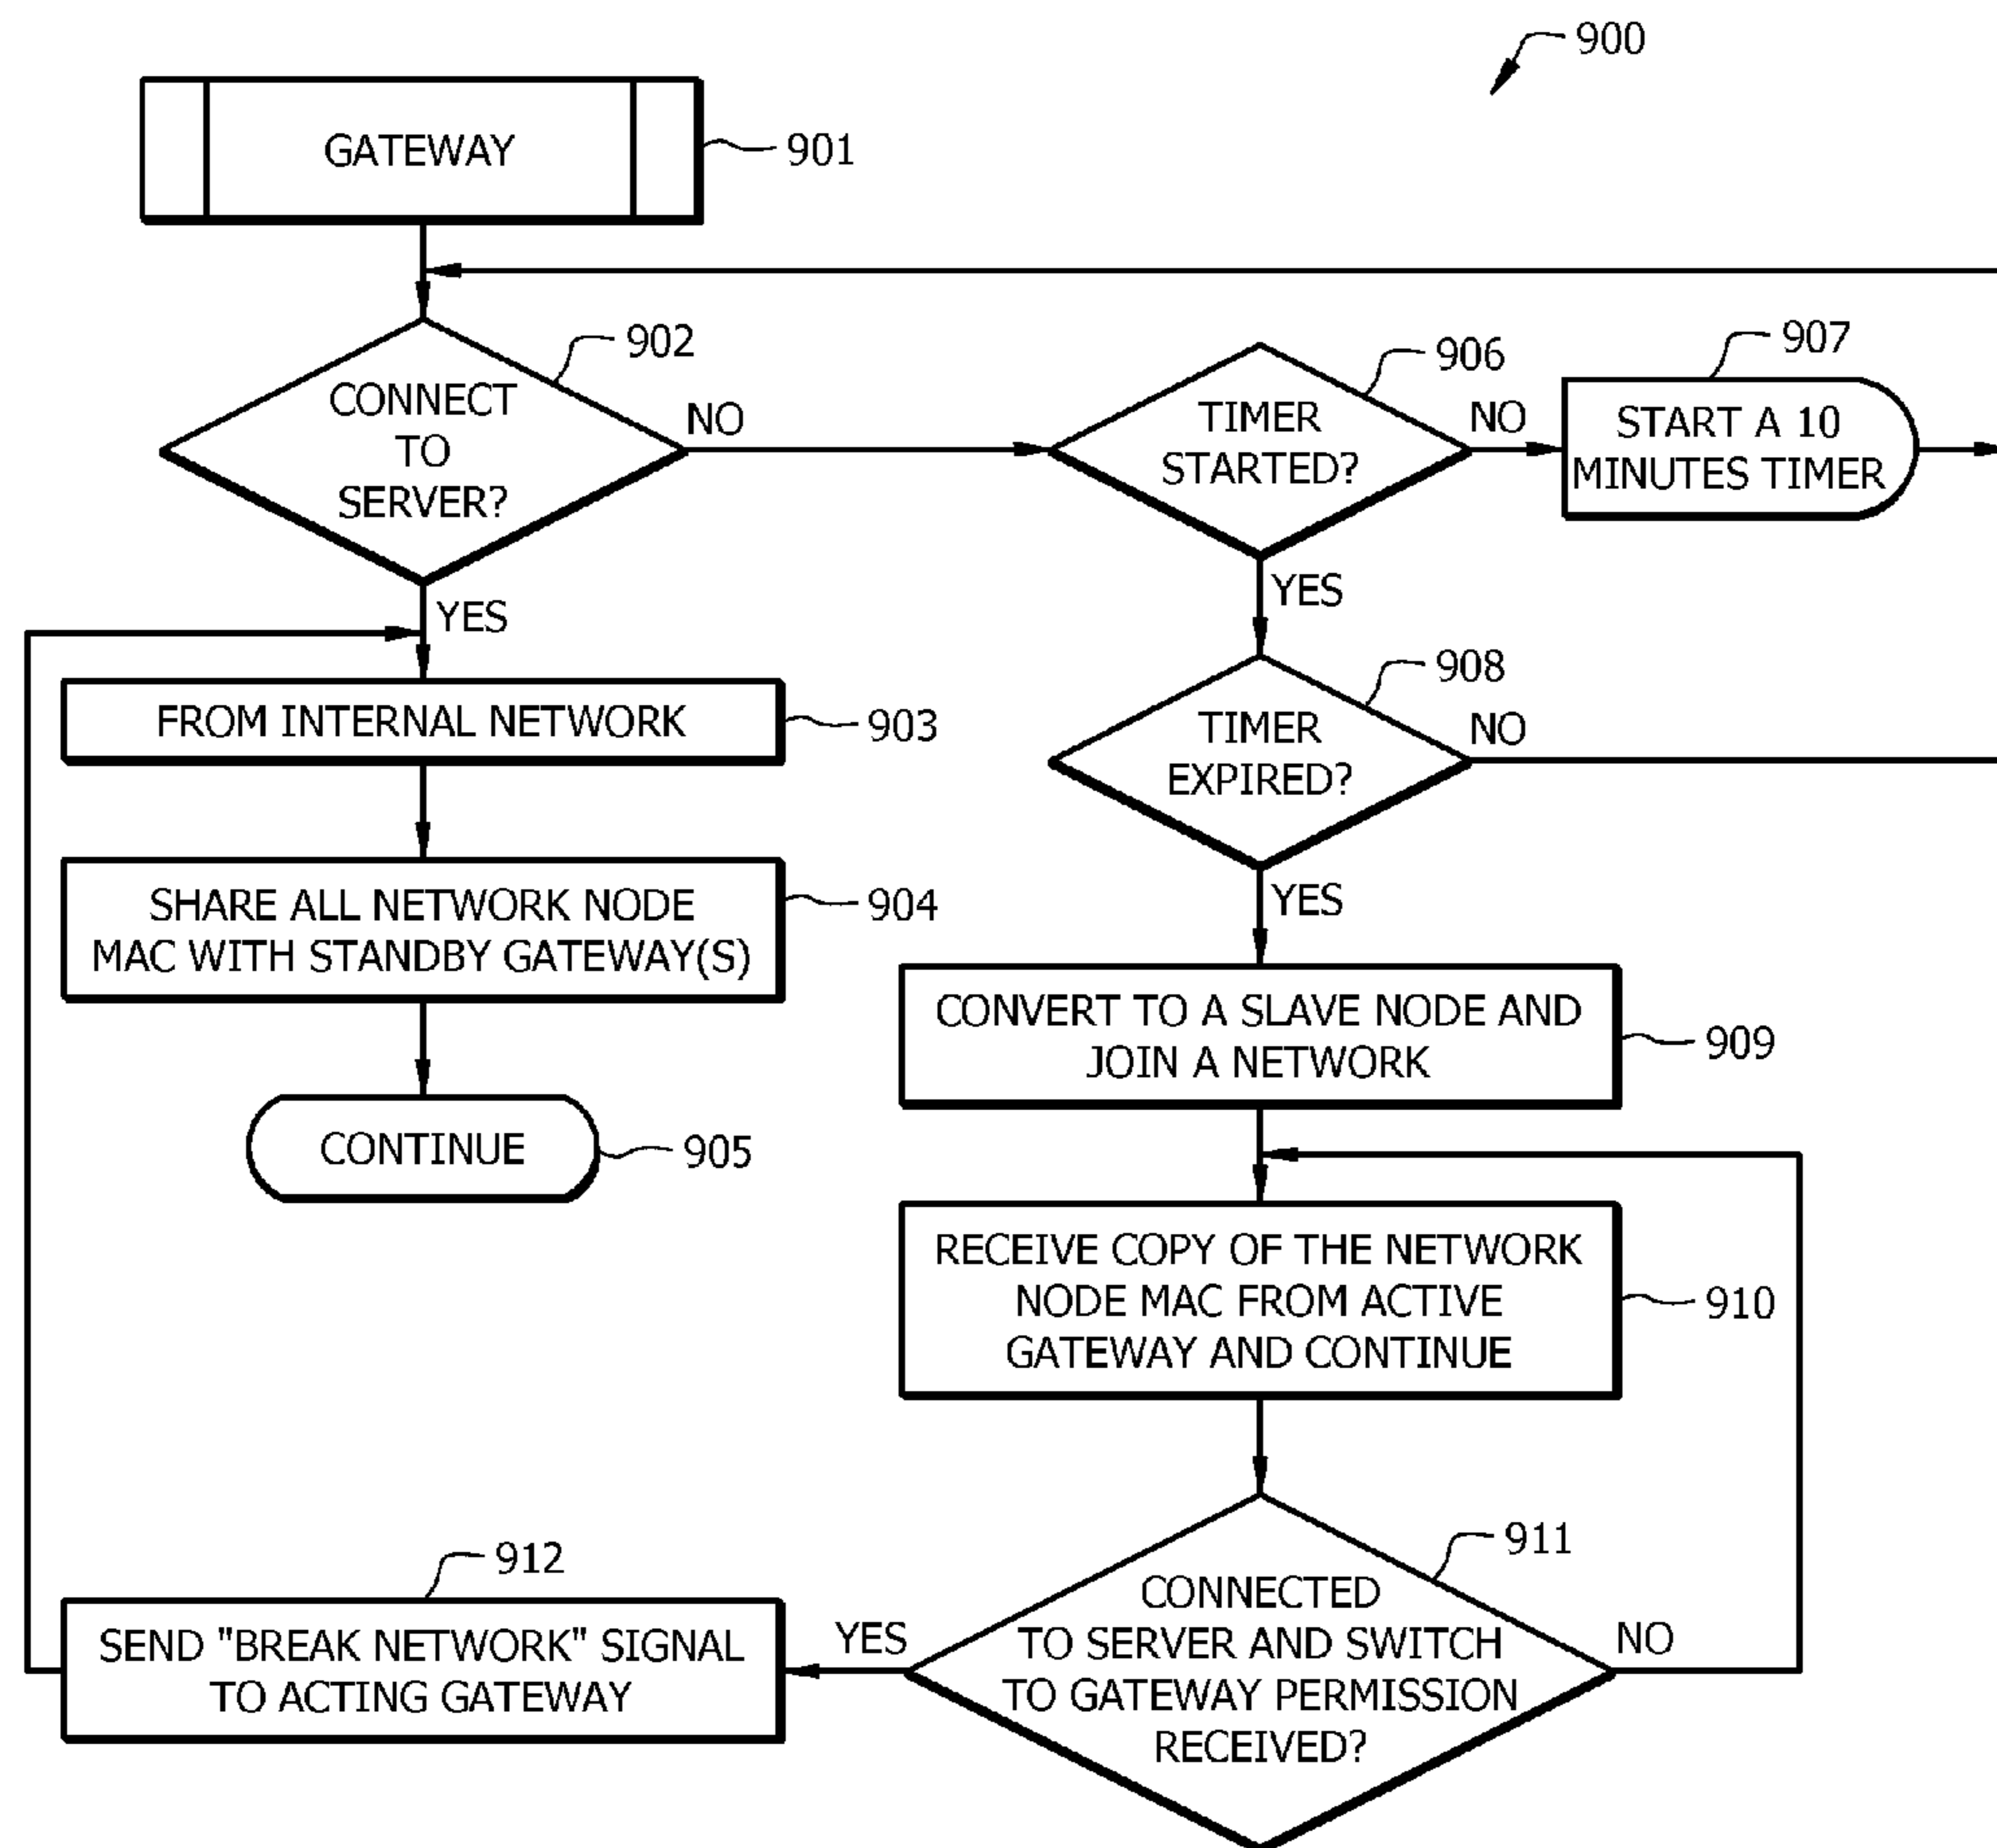 900
GATEWAY
901
902
CONNECT
TO
SERVER?
NO
YES
906
TIMER
STARTED?
NO
YES
907
START A 10
MINUTES TIMER
FROM INTERNAL NETWORK
903
908
TIMER
EXPIRED?
NO
YES
SHARE ALL NETWORK NODE
MAC WITH STANDBY GATEWAY(S)
904
CONTINUE
905
CONVERT TO A SLAVE NODE AND
JOIN A NETWORK
909
RECEIVE COPY OF THE NETWORK
NODE MAC FROM ACTIVE
GATEWAY AND CONTINUE
910
911
CONNECTED
TO SERVER AND SWITCH
TO GATEWAY PERMISSION
RECEIVED?
YES
NO
912
SEND "BREAK NETWORK" SIGNAL
TO ACTING GATEWAY